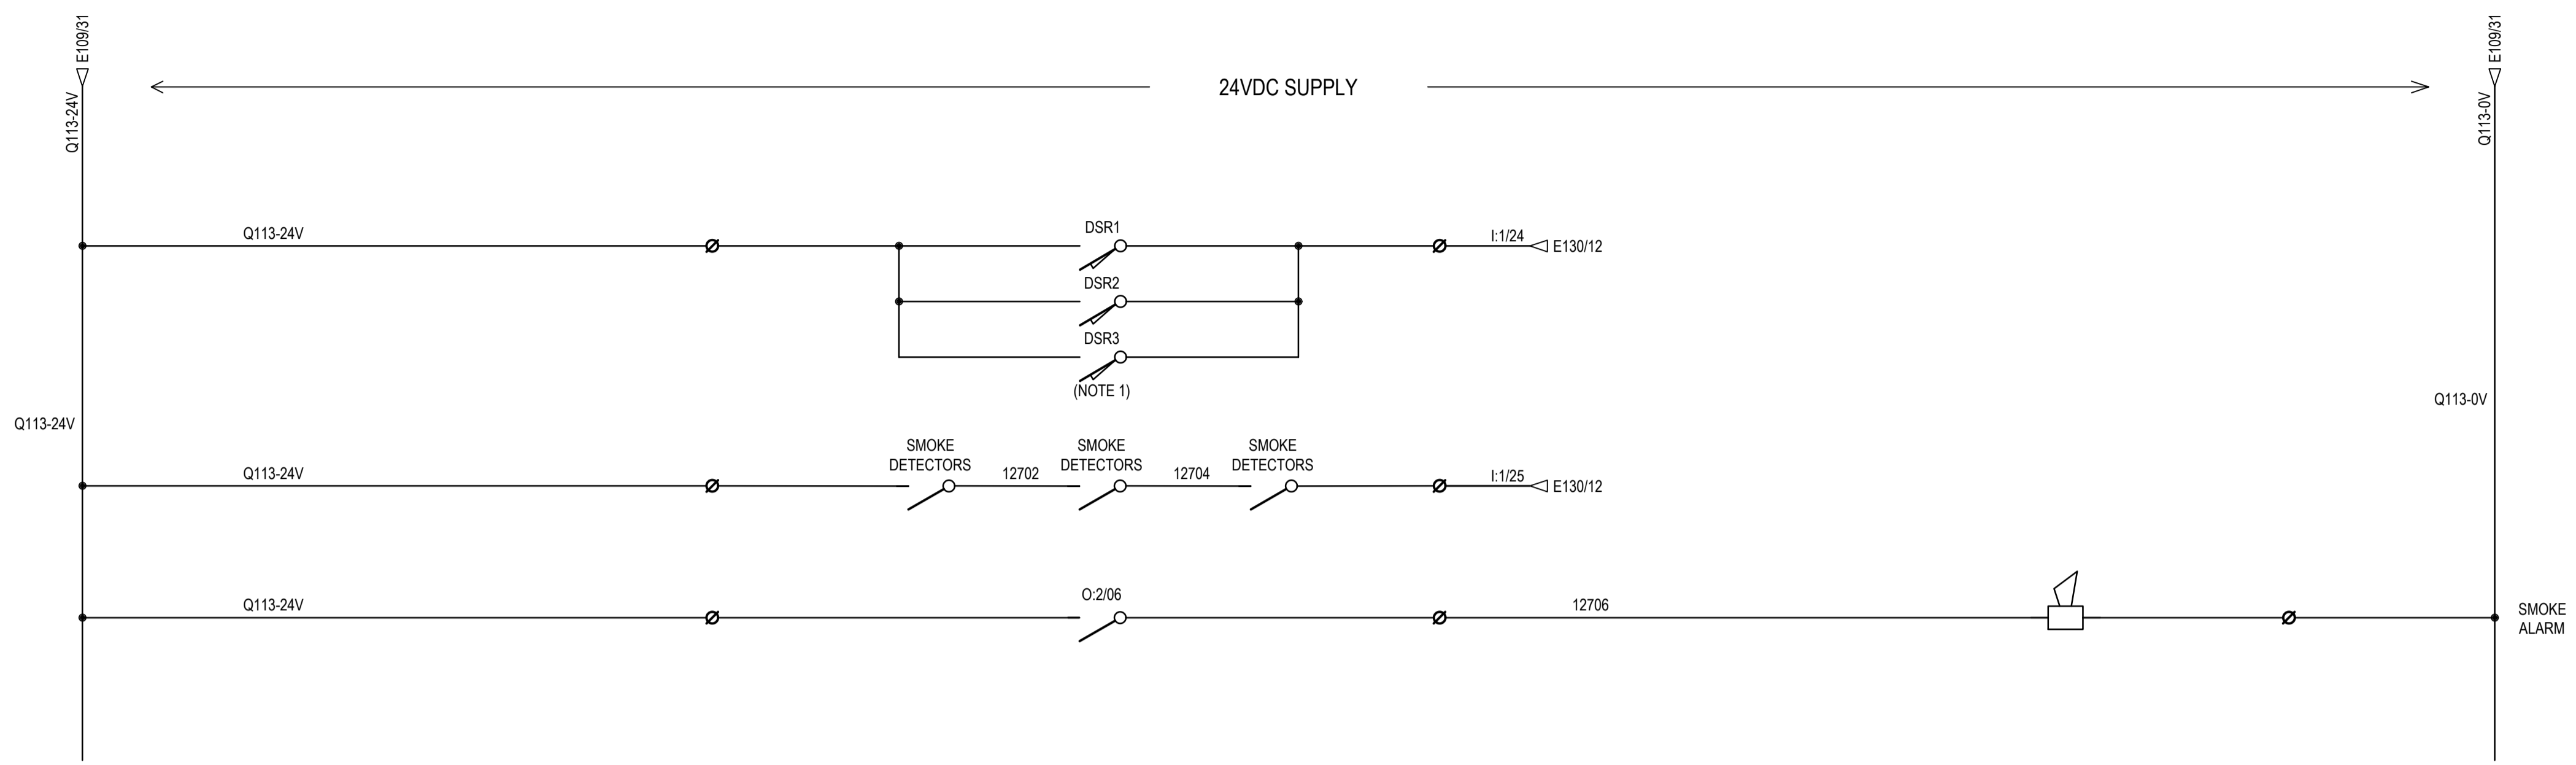 E109/31
E109/31
24VDC SUPPLY
Q113-24V
Q113-0V
DSR1
Q113-24V
I:1/24
E130/12
DSR2
DSR3
(NOTE 1)
Q113-0V
Q113-24V
SMOKE
DETECTORS
SMOKE
DETECTORS
SMOKE
DETECTORS
Q113-24V
12702
12704
I:1/25
E130/12
O:2/06
Q113-24V
12706
SMOKE
ALARM